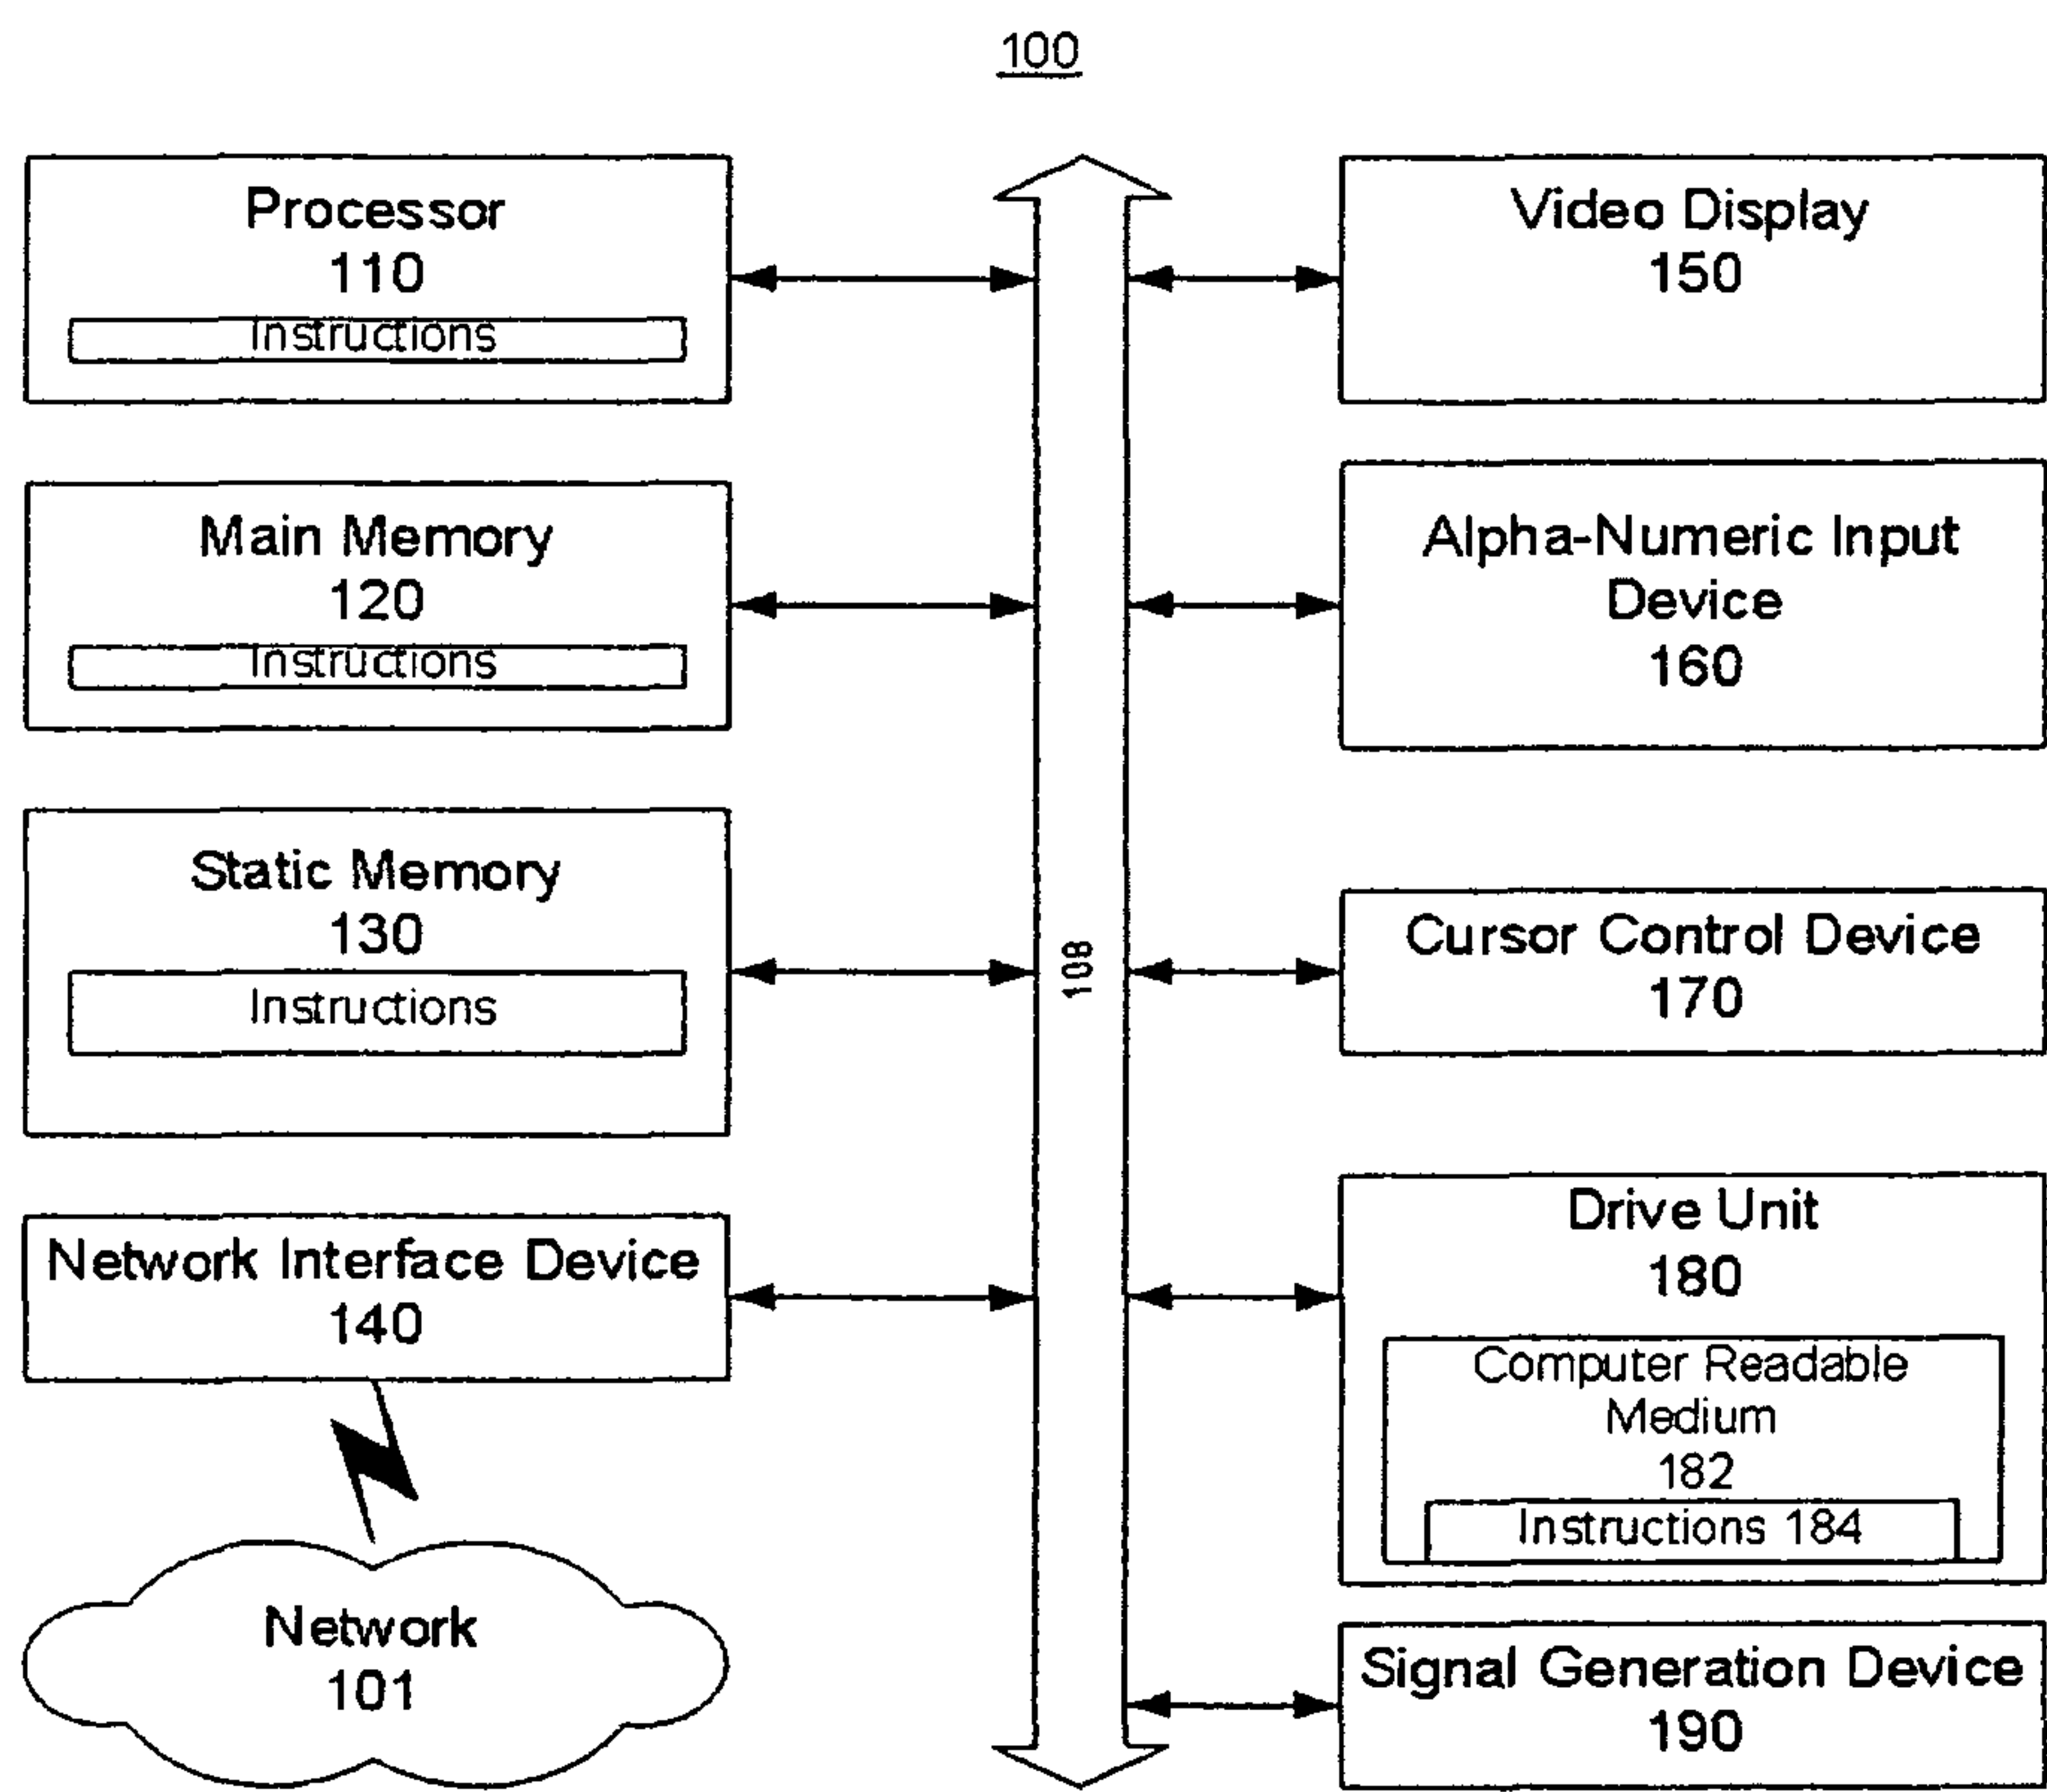 100
Processor
110
Instructions
Main Memory
120
Instructions
Static Memory
130
Instructions
Network Interface Device
140
Network
101
108
Video Display
150
Alpha-Numeric Input
Device
160
Cursor Control Device
170
Drive Unit
180
Computer Readable
Medium
182
Instructions 184
Signal Generation Device
190